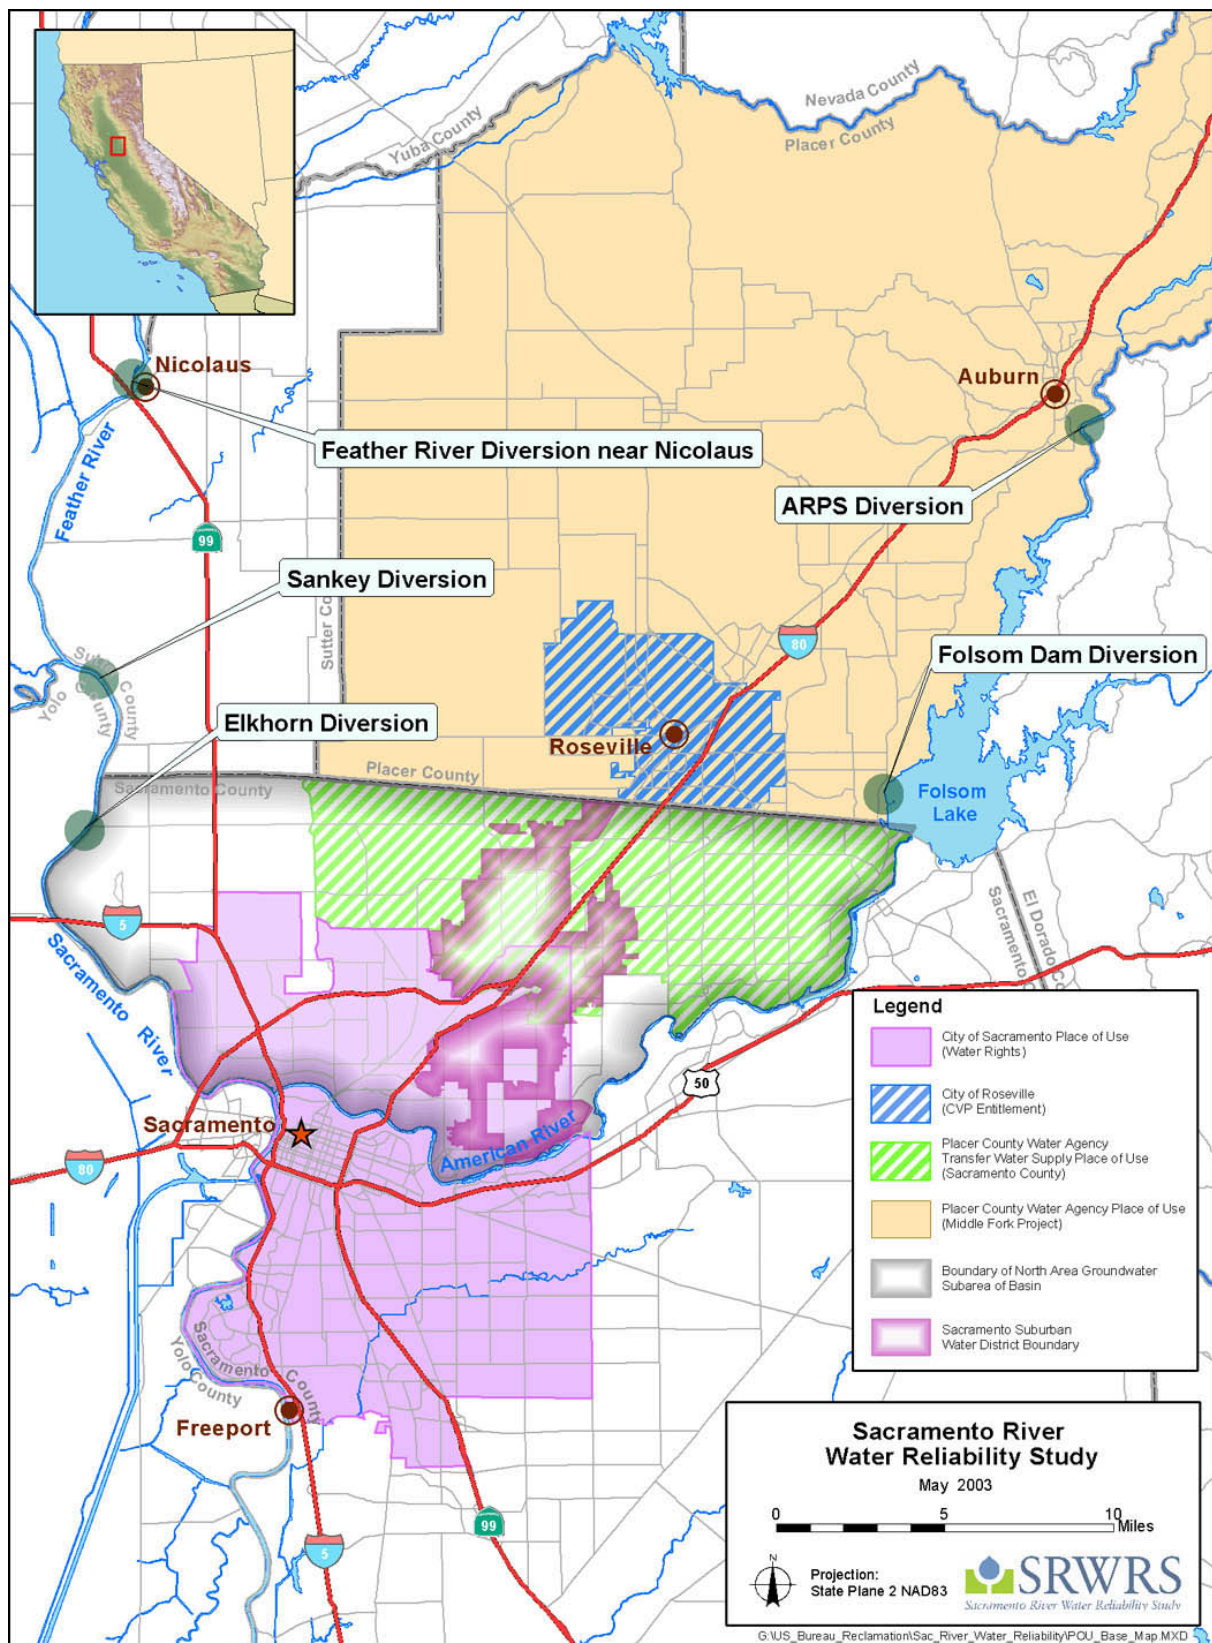 Nevada County
Placer County
Yuba County
Nicolaus
Auburn
Feather River Diversion near Nicolaus
Feather River
ARPS Diversion
99
Sankey Diversion
Sutter Co
80
Folsom Dam Diversion
Yolo County
County
Elkhorn Diversion
Roseville
Placer County
Sacramento County
Folsom
Lake
5
Sacramento River
El Dorado Co
Sacramento C
50
Sacramento
American River
80
Sacramento County
Yolo County
Freeport
99
5
Legend
City of Sacramento Place of Use
(Water Rights)
City of Roseville
(CVP Entitlement)
Placer County Water Agency
Transfer Water Supply Place of Use
(Sacramento County)
Placer County Water Agency Place of Use
(Middle Fork Project)
Boundary of North Area Groundwater
Subarea of Basin
Sacramento Suburban
Water District Boundary
Sacramento River
Water Reliability Study
May 2003
0 5 10
Miles
N
Projection:
State Plane 2 NAD83
SRWRS
Sacramento River Water Reliability Study
G:\US_Bureau_Reclamation\Sac_River_Water_Reliability\POU_Base_Map.MXD